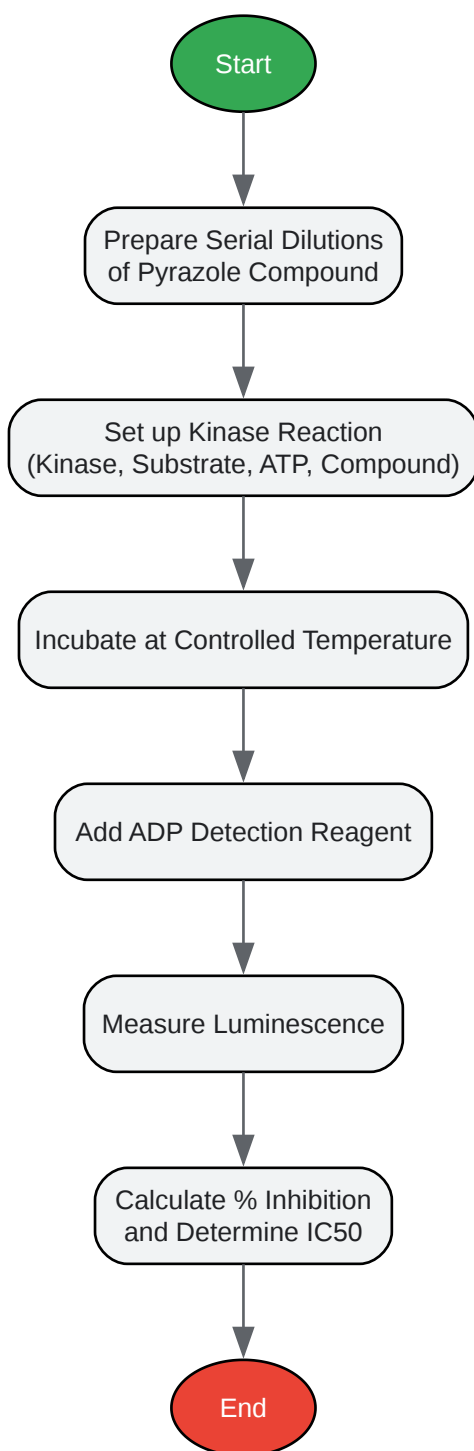 Start
Prepare Serial Dilutions
of Pyrazole Compound
Set up Kinase Reaction
(Kinase, Substrate, ATP, Compound)
Incubate at Controlled Temperature
Add ADP Detection Reagent
Measure Luminescence
Calculate % Inhibition
and Determine IC50
End